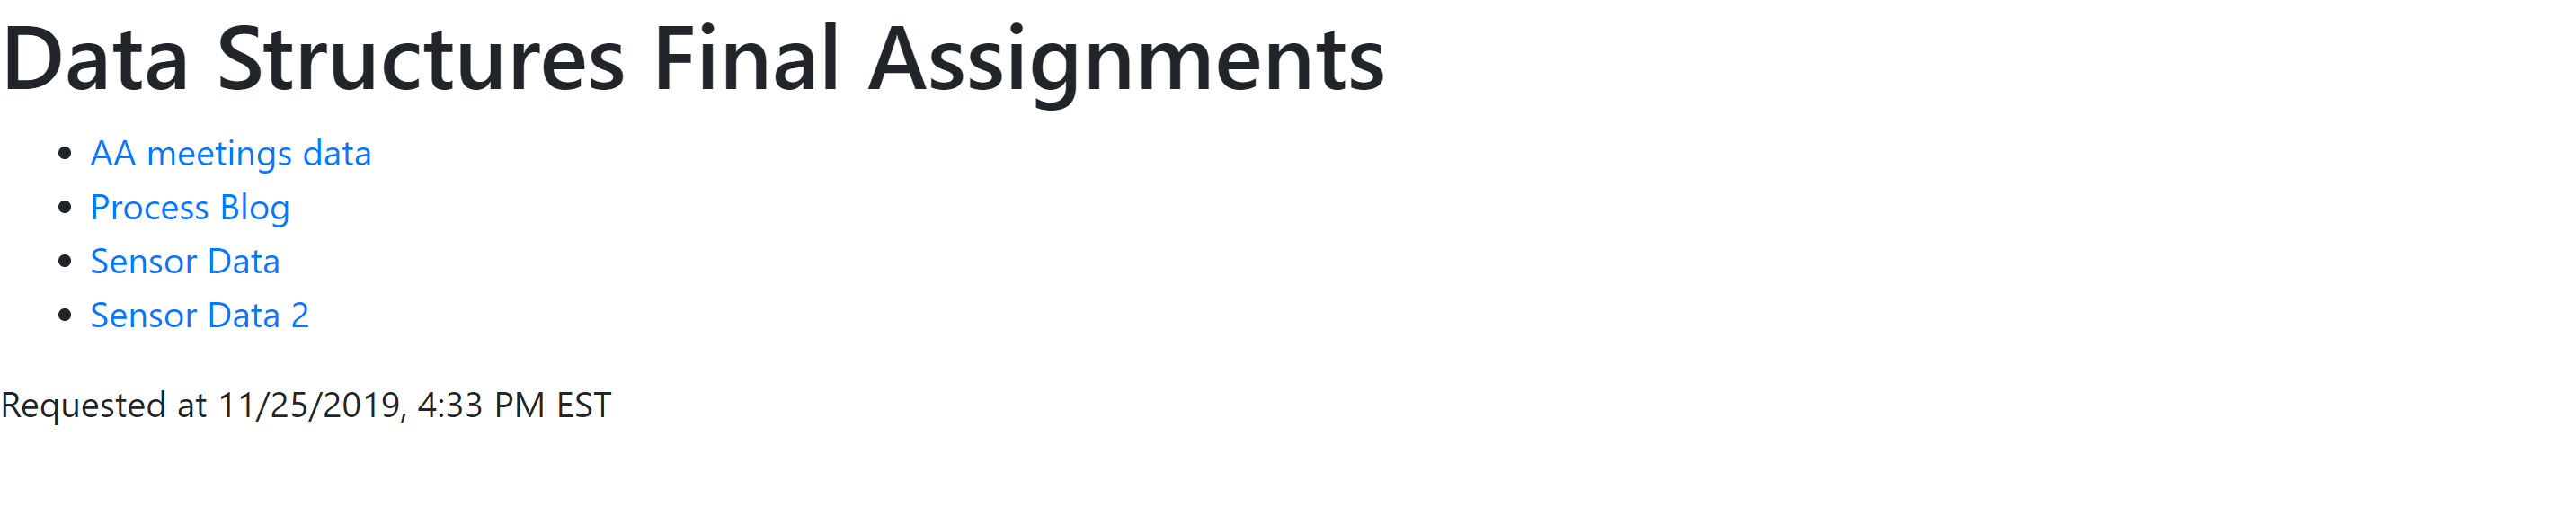 Data Structures Final Assignments
AA meetings data
Process Blog
Sensor Data
Sensor Data 2
Requested at 11/25/2019, 4:33 PM EST